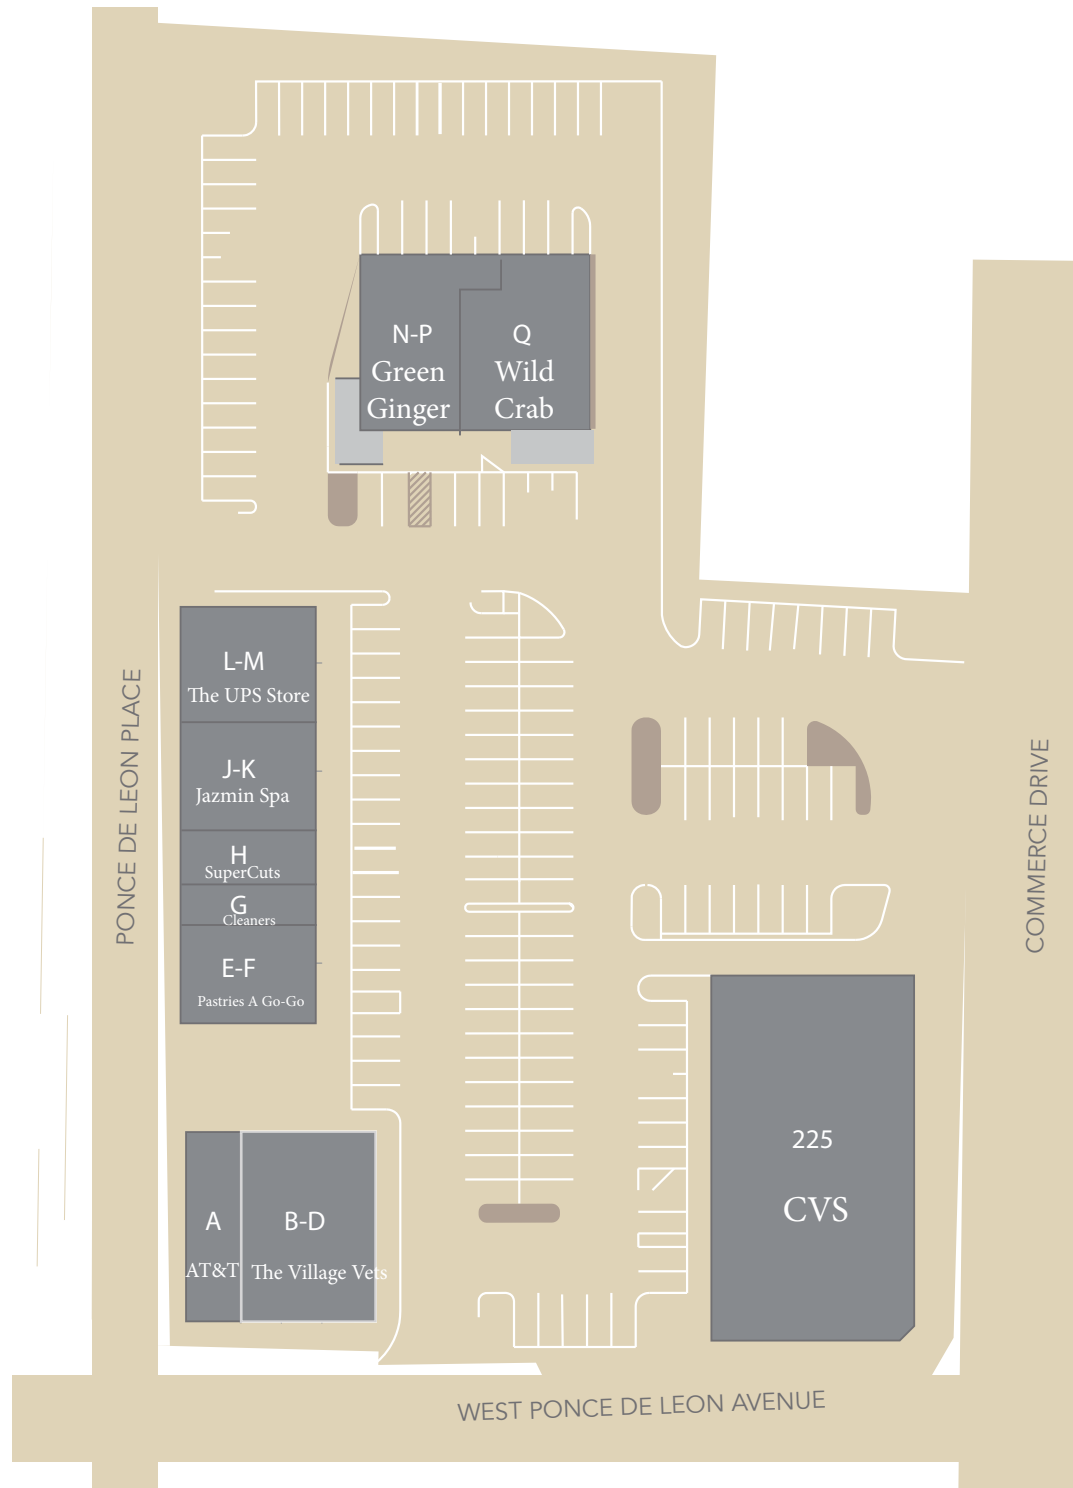 N-P
Green
Ginger
Q
Wild
Crab
L-M
The UPS Store
J-K
Jazmin Spa
H
SuperCuts
G
Cleaners
E-F
Pastries A Go-Go
PONCE DE LEON PLACE
COMMERCE DRIVE
225
CVS
A
AT&T
B-D
The Village Vets
WEST PONCE DE LEON AVENUE